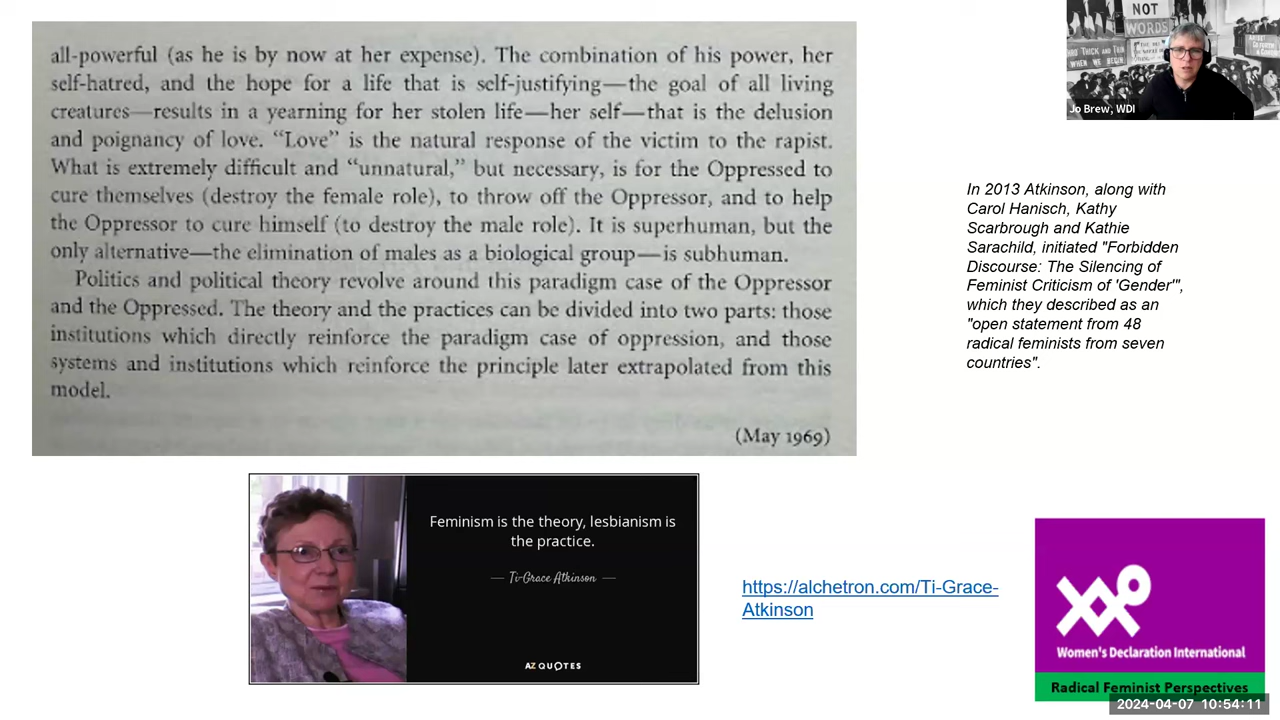 all-powerful (as he is by now at her expense). The combination of his power, her
self-hatred, and the hope for a life that is self-justifying—the goal of all living
creatures—results in a yearning for her stolen life—her self—that is the delusion
and poignancy of love. “Love” is the natural response of the victim to the rapist.
What is extremely difficult and “unnatural,” but necessary, is for the Oppressed to
cure themselves (destroy the female role), to throw off the Oppressor, and to help
the Oppressor to cure himself (to destroy the male role). It is superhuman, but the
only alternative—the elimination of males as a biological group—is subhuman.
Politics and political theory revolve around this paradigm case of the Oppressor
and the Oppressed. The theory and the practices can be divided into two parts: those
institutions which directly reinforce the paradigm case of oppression, and those
systems and institutions which reinforce the principle later extrapolated from this
model.
(May 1969)
NOT
WORDS
THICK AND THIN
WHEN WE BEGIN
Jo Brew, WDI
In 2013 Atkinson, along with
Carol Hanisch, Kathy
Scarbrough and Kathie
Sarachild, initiated "Forbidden
Discourse: The Silencing of
Feminist Criticism of 'Gender'",
which they described as an
"open statement from 48
radical feminists from seven
countries".
Feminism is the theory, lesbianism is
the practice.
— Ti-Grace Atkinson —
AZ QUOTES
https://alchetron.com/Ti-Grace-
Atkinson
Women's Declaration International
Radical Feminist Perspectives
2024-04-07 10:54:11